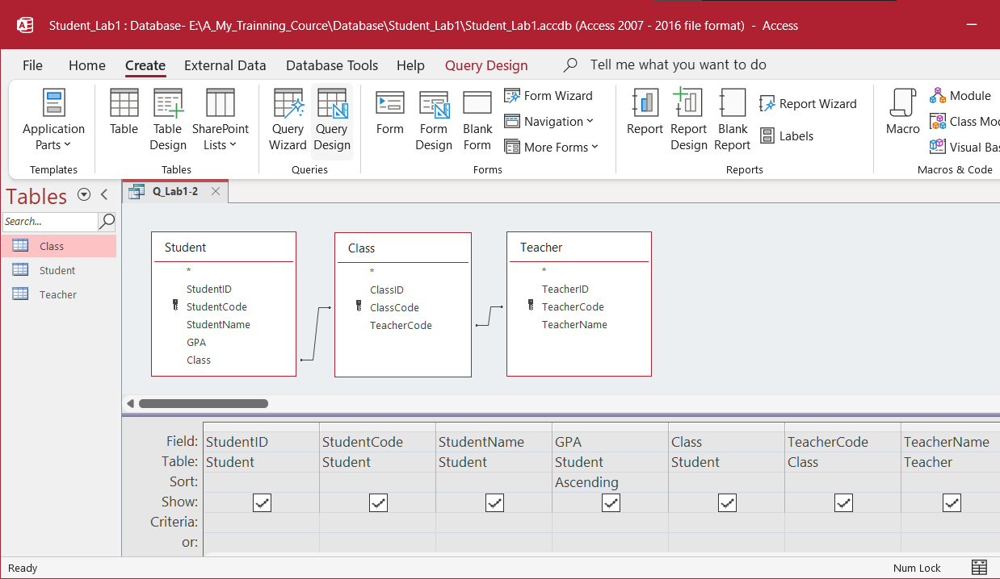 Student_Lab1 : Database- E:\A_My_Trainning_Cource\Database\Student_Lab1\Student_Lab1.accdb (Access 2007 - 2016 file format) - Access
File Home Create External Data Database Tools Help Query Design Tell me what you want to do
Application Parts
Templates
Table
Table Design
SharePoint Lists
Tables
Query Wizard
Query Design
Queries
Form
Form Design
Blank Form
Form Wizard
Navigation
More Forms
Forms
Report
Report Design
Blank Report
Report Wizard
Labels
Reports
Macro
Module
Class Mo
Visual Bas
Macros & Code
Tables
Search...
Class
Student
Teacher
Q_Lab1-2
Student
*
StudentID
StudentCode
StudentName
GPA
Class
Class
*
ClassID
ClassCode
TeacherCode
Teacher
*
TeacherID
TeacherCode
TeacherName
Field: StudentID StudentCode StudentName GPA Class TeacherCode TeacherName
Table: Student Student Student Student Student Class Teacher
Sort: Ascending
Show:
Criteria:
or:
Ready
Num Lock